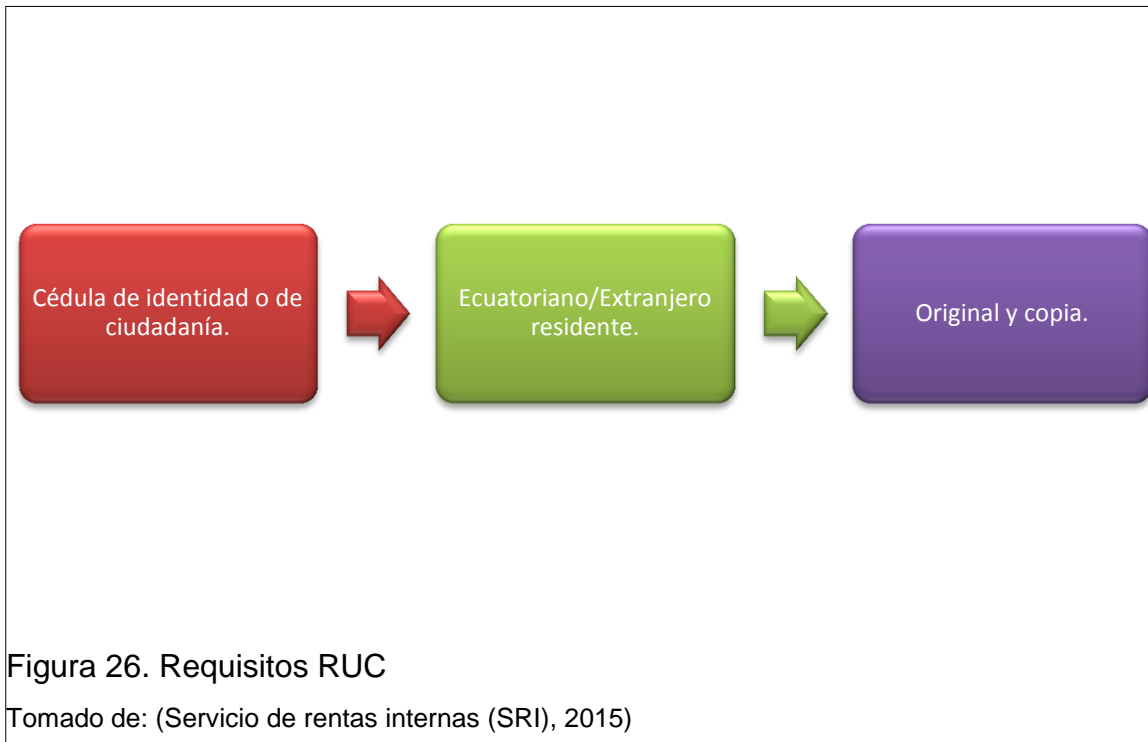 Cédula de identidad o de
ciudadanía.
Ecuatoriano/Extranjero
residente.
Original y copia.
Figura 26. Requisitos RUC
Tomado de: (Servicio de rentas internas (SRI), 2015)